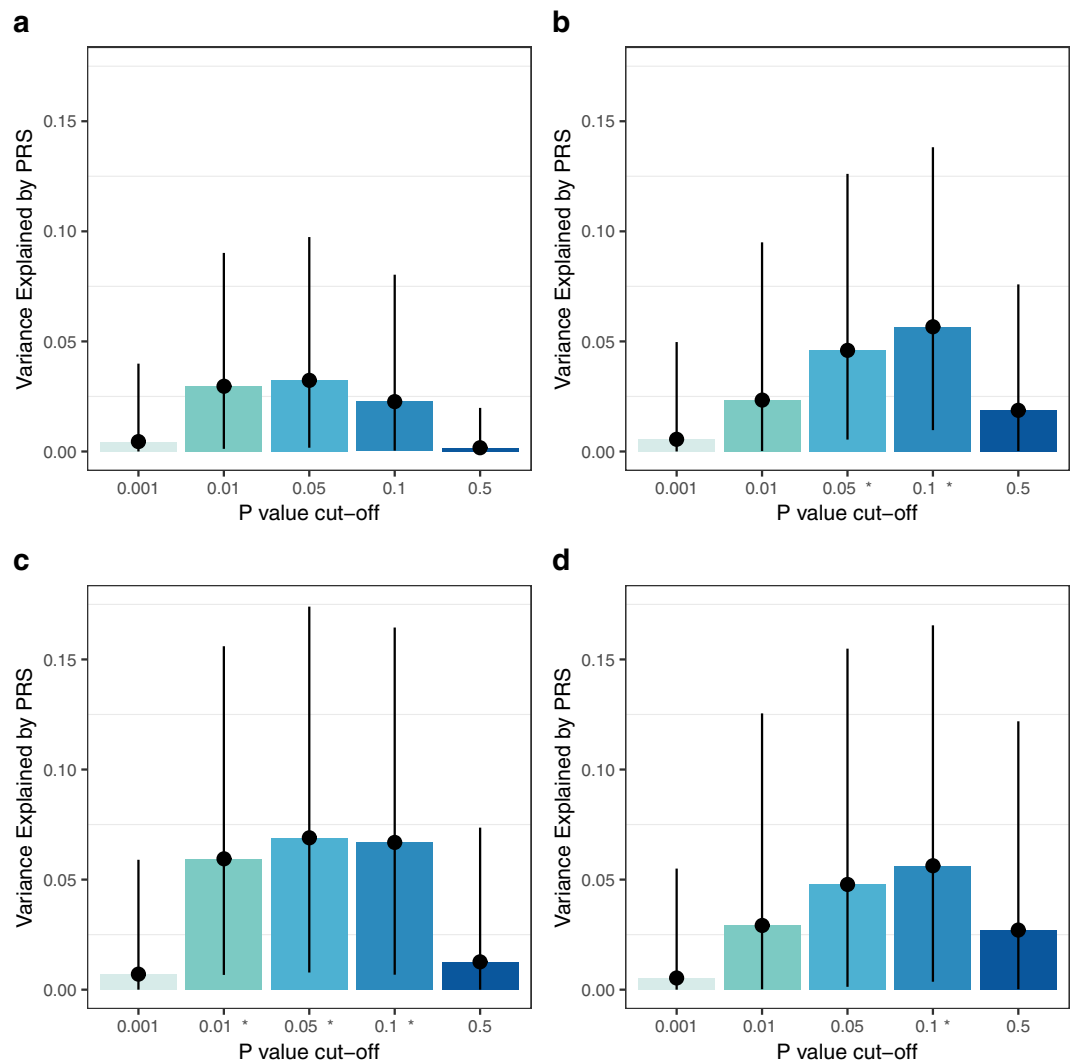 a
Variance Explained by PRS
0.15
0.10
0.05
0.00
0.001 0.01 0.05 0.1 0.5
P value cut−off
b
Variance Explained by PRS
0.15
0.10
0.05
0.00
0.001 0.01 0.05 * 0.1 * 0.5
P value cut−off
c
Variance Explained by PRS
0.15
0.10
0.05
0.00
0.001 0.01 * 0.05 * 0.1 * 0.5
P value cut−off
d
Variance Explained by PRS
0.15
0.10
0.05
0.00
0.001 0.01 0.05 0.1 * 0.5
P value cut−off